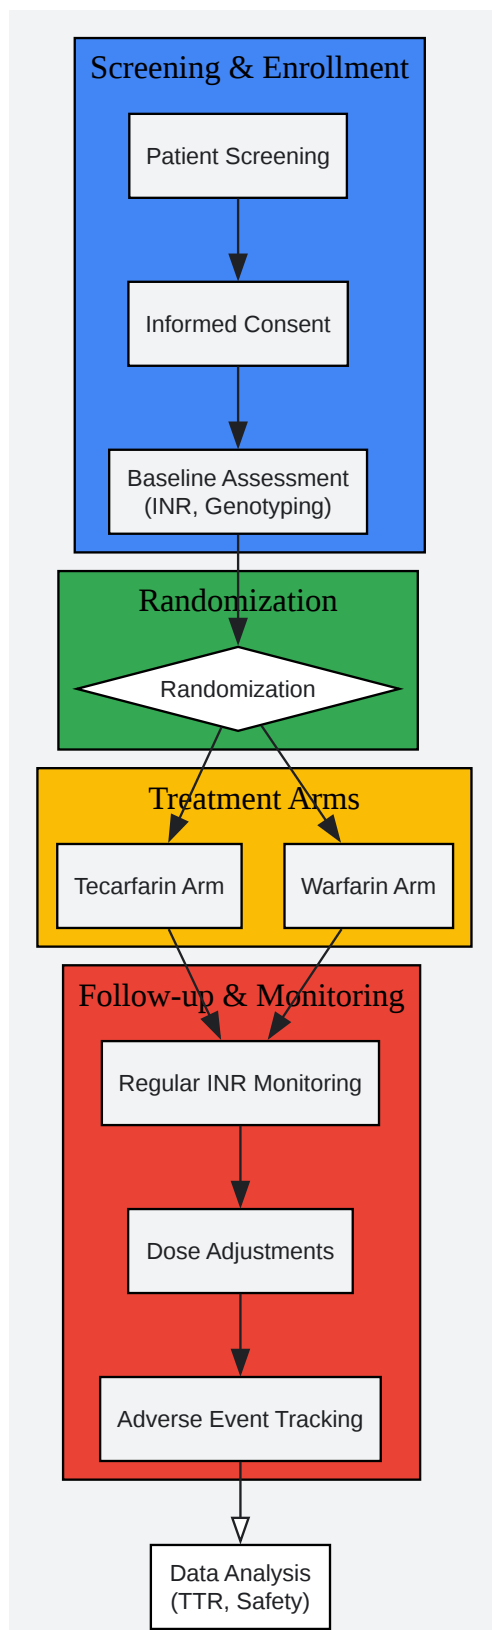 Screening & Enrollment
Patient Screening
Informed Consent
Baseline Assessment
(INR, Genotyping)
Randomization
Randomization
Treatment Arms
Tecarfarin Arm
Warfarin Arm
Follow-up & Monitoring
Regular INR Monitoring
Dose Adjustments
Adverse Event Tracking
Data Analysis
(TTR, Safety)